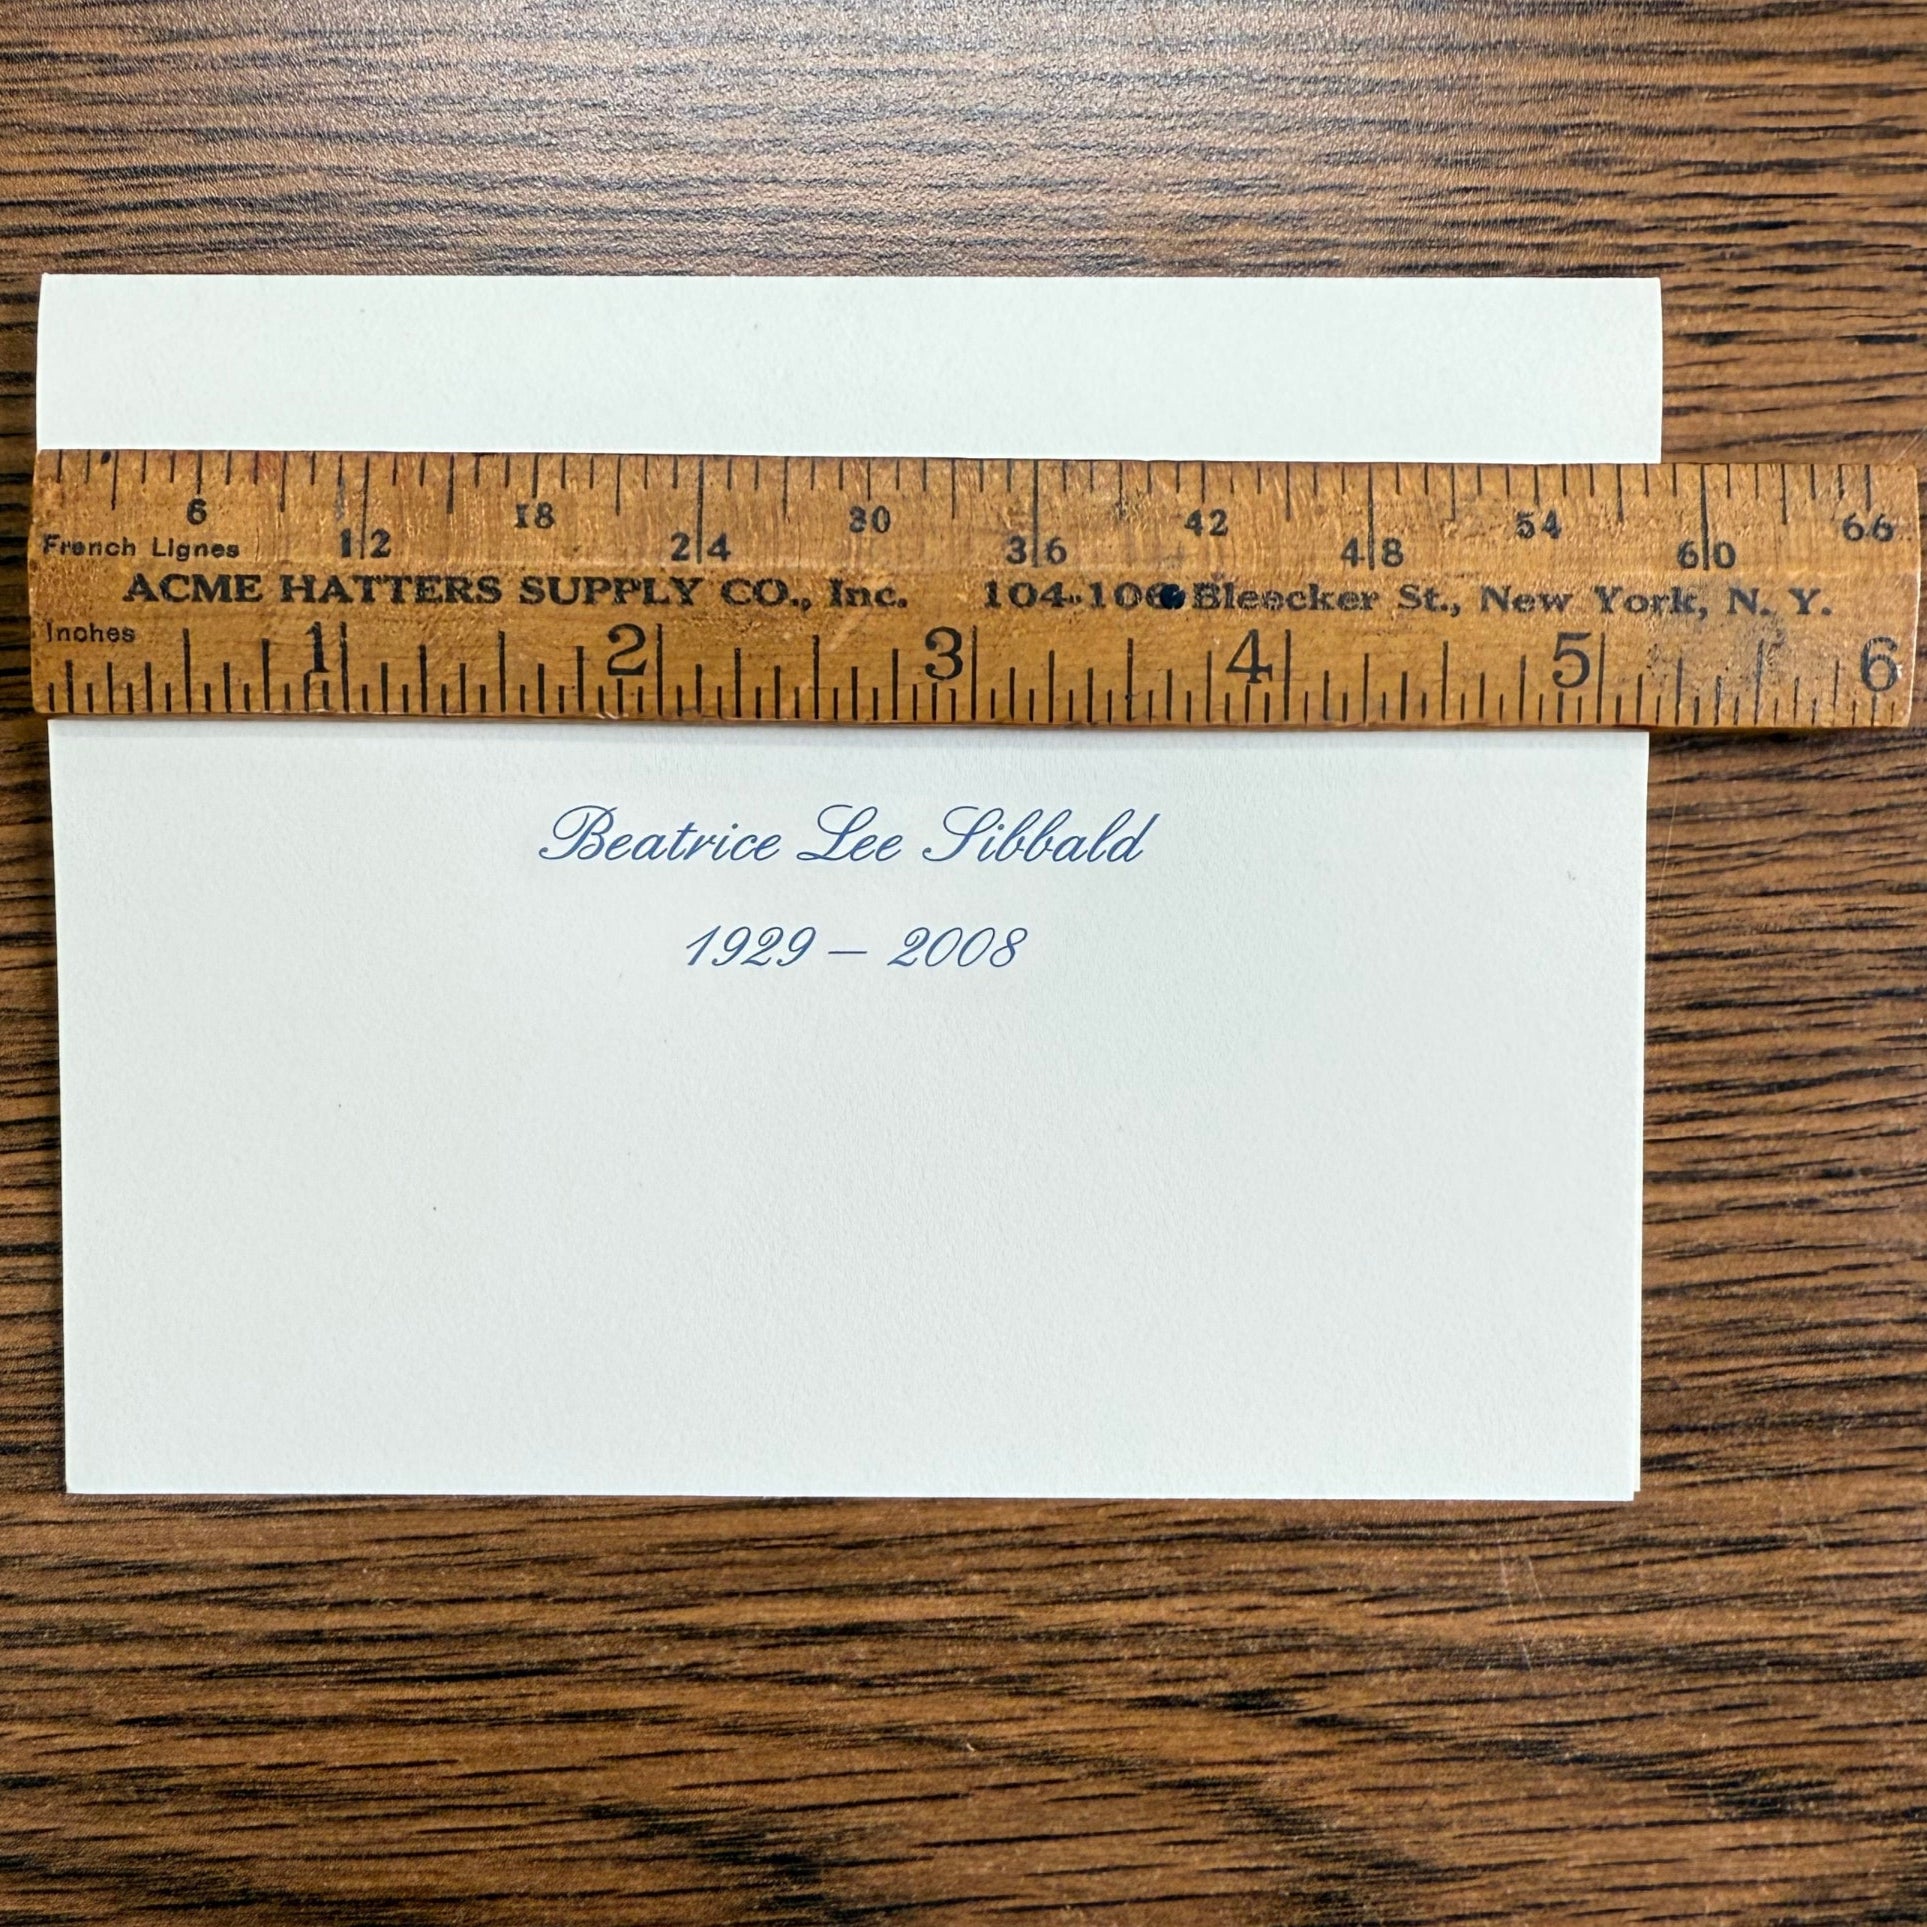 6 18 30 42 54 66
French Lignes 12 24 36 48 60
ACME HATTERS SUPPLY CO., Inc. 104-106 Bleecker St., New York, N. Y.
Inches 1 2 3 4 5 6
Beatrice Lee Sibbald
1929 – 2008